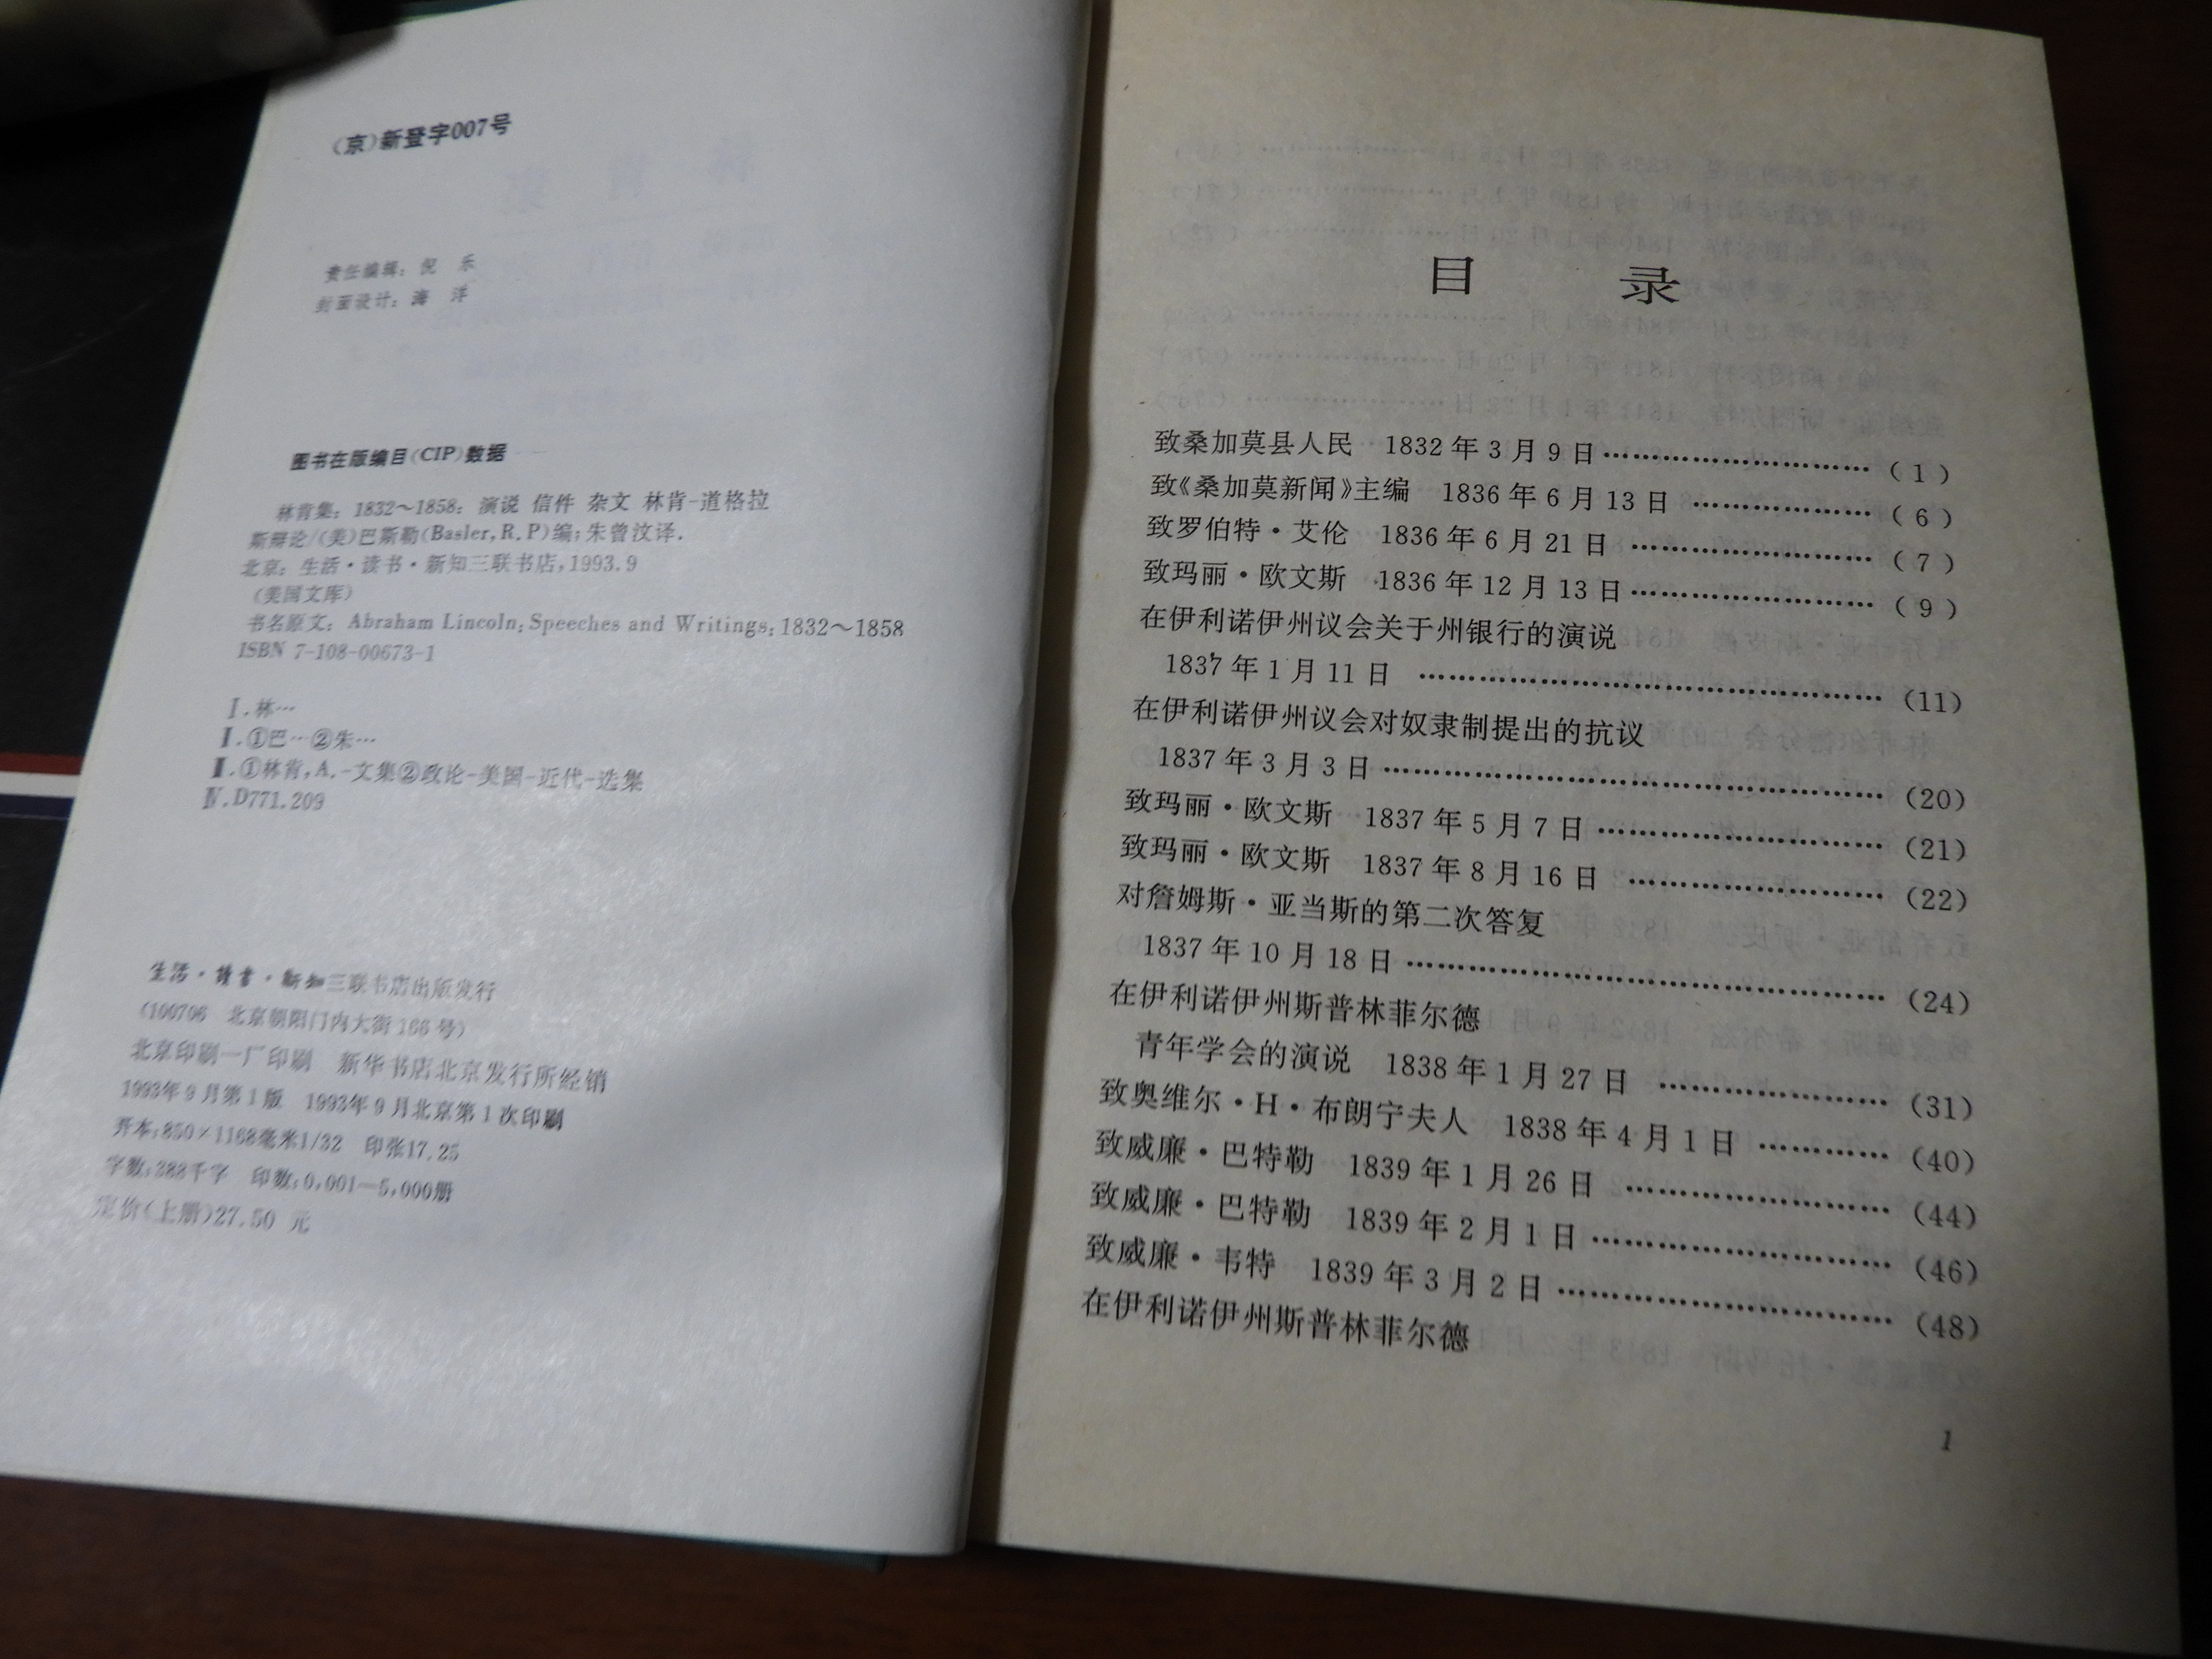 (京)新登字007号
责任编辑：倪 乐
封面设计：海 洋
图书在版编目(CIP)数据
林肯集：1832～1858：演说 信件 杂文 林肯-道格拉
斯辩论/(美)巴斯勒(Basler,R.P)编；朱曾汶译.
北京：生活·读书·新知三联书店,1993.9
(美国文库)
书名原文：Abraham Lincoln:Speeches and Writings:1832～1858
ISBN 7-108-00673-1
Ⅰ.林…
Ⅱ.①巴…②朱…
Ⅲ.①林肯,A.-文集②政论-美国-近代-选集
Ⅳ.D771.209
生活·读书·新知三联书店出版发行
(100706 北京朝阳门内大街166号)
北京印刷一厂印刷 新华书店北京发行所经销
1993年9月第1版 1993年9月北京第1次印刷
开本:850×1168毫米1/32 印张17.25
字数:388千字 印数:0,001—5,000册
定价(上册)27.50 元
目 录
致桑加莫县人民 1832年3月9日…………………………(1)
致《桑加莫新闻》主编 1836年6月13日 …………………(6)
致罗伯特·艾伦 1836年6月21日 …………………………(7)
致玛丽·欧文斯 1836年12月13日…………………………(9)
在伊利诺伊州议会关于州银行的演说
1837年1月11日 ………………………………………………(11)
在伊利诺伊州议会对奴隶制提出的抗议
1837年3月3日…………………………………………………(20)
致玛丽·欧文斯 1837年5月7日……………………………(21)
致玛丽·欧文斯 1837年8月16日 …………………………(22)
对詹姆斯·亚当斯的第二次答复
1837年10月18日………………………………………………(24)
在伊利诺伊州斯普林菲尔德
青年学会的演说 1838年1月27日 ………………………(31)
致奥维尔·H·布朗宁夫人 1838年4月1日 ……………(40)
致威廉·巴特勒 1839年1月26日 …………………………(44)
致威廉·巴特勒 1839年2月1日……………………………(46)
致威廉·韦特 1839年3月2日………………………………(48)
在伊利诺伊州斯普林菲尔德
1